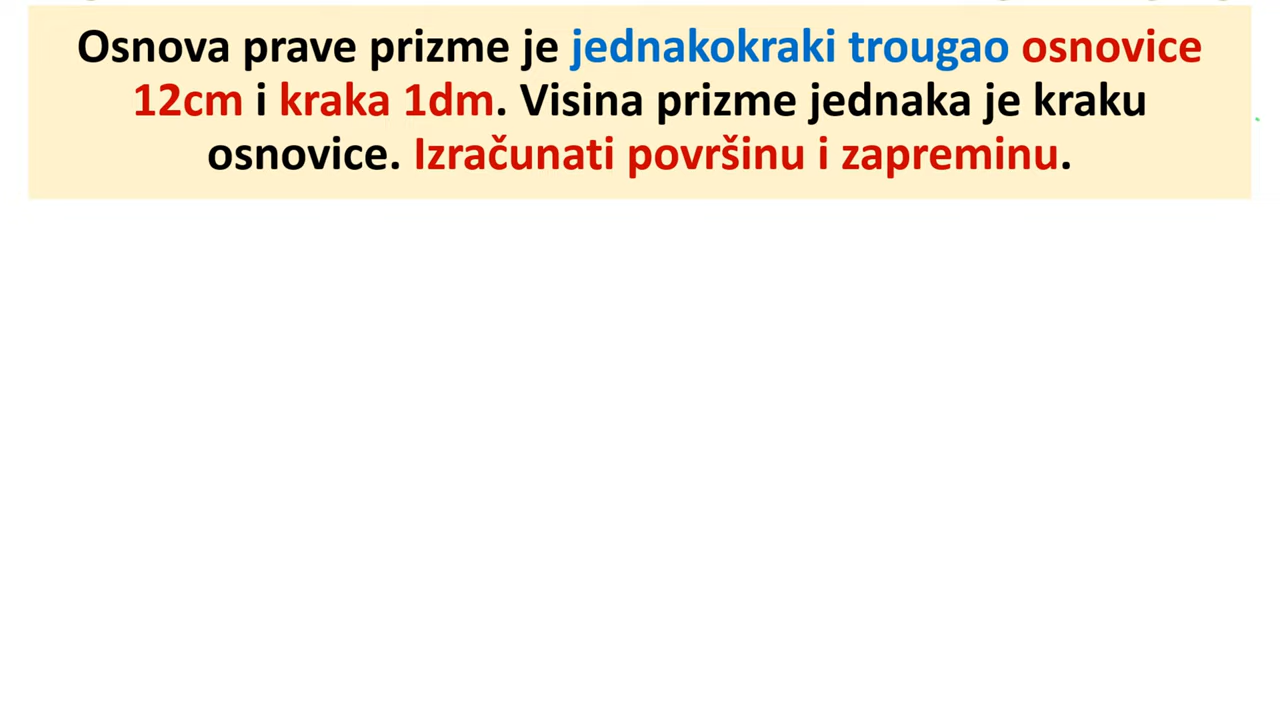 Osnova prave prizme je jednakokraki trougao osnovice
12cm i kraka 1dm. Visina prizme jednaka je kraku
osnovice. Izračunati površinu i zapreminu.